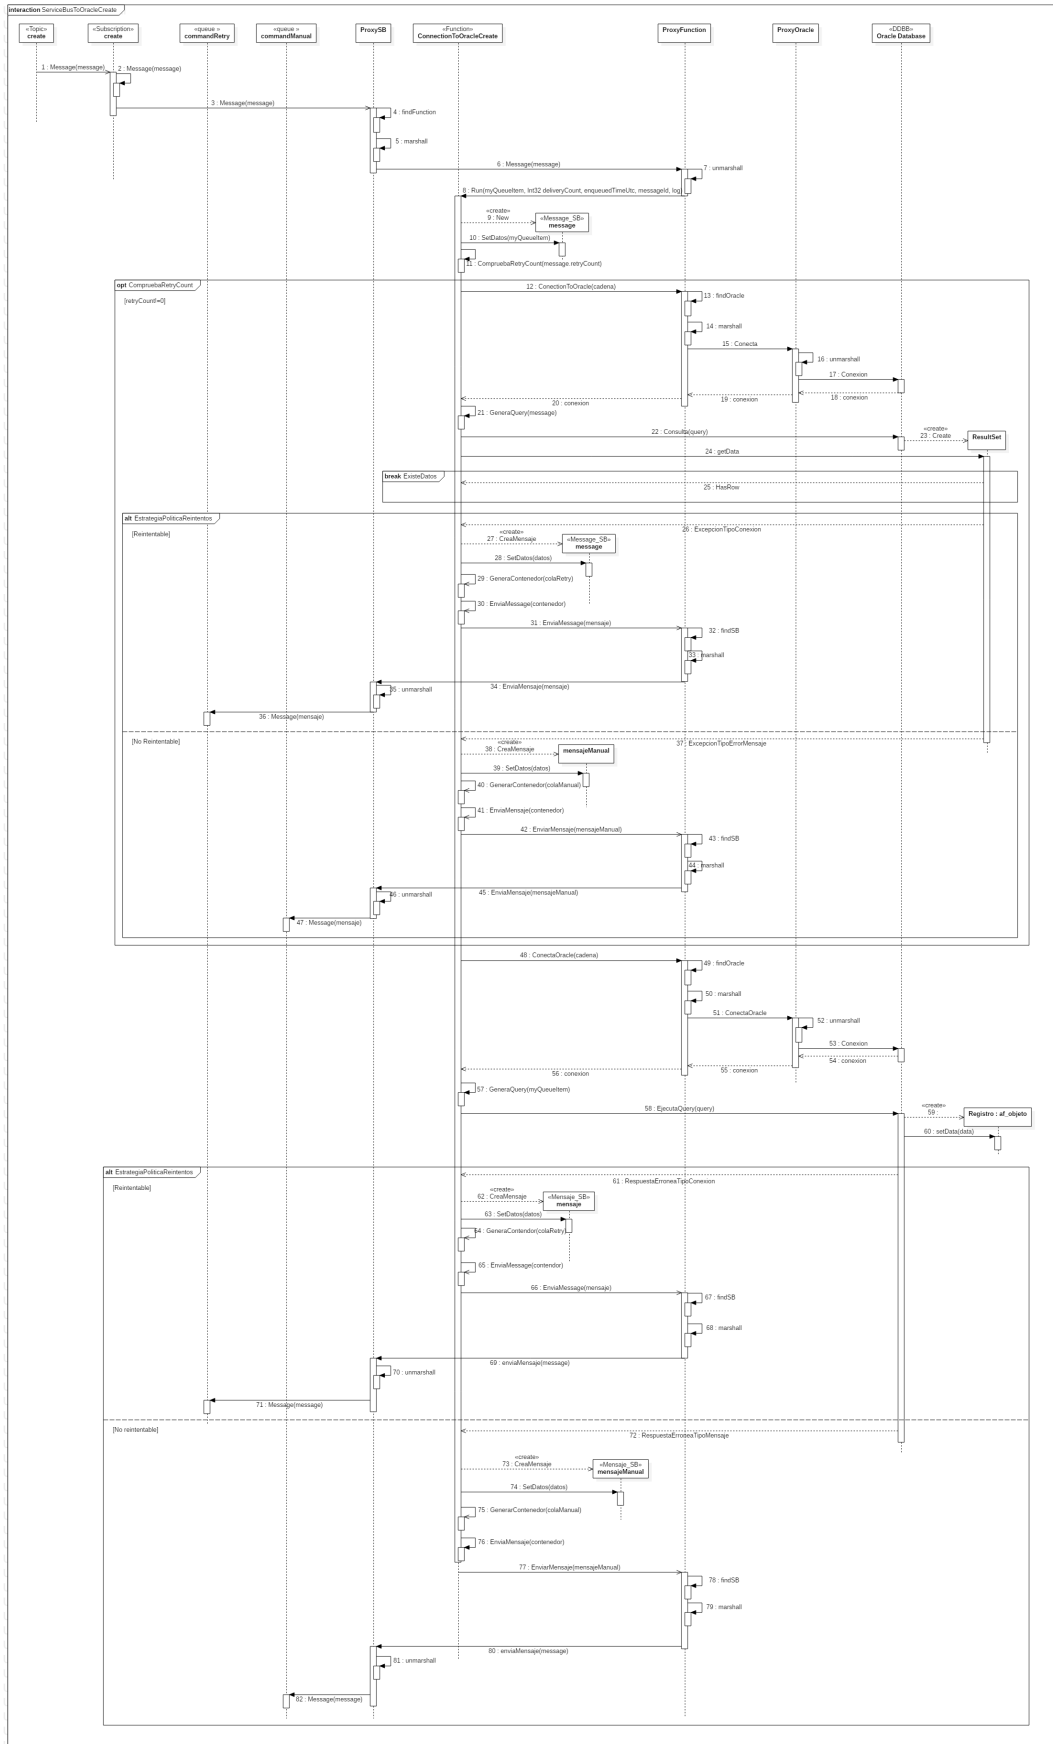 interaction ServiceBusToOracleCreate
«Topic»
create
«Subscription»
create
«queue »
commandRetry
«queue »
commandManual
ProxySB
«Function»
ConnectionToOracleCreate
ProxyFunction
ProxyOracle
«DDBB»
Oracle Database
1 : Message(message)
2 : Message(message)
3 : Message(message)
4 : findFunction
5 : marshall
6 : Message(message)
7 : unmarshall
8 : Run(myQueueItem, Int32 deliveryCount, enqueuedTimeUtc, messageId, log)
«create»
9 : New
«Message_SB»
message
10 : SetDatos(myQueueItem)
11 : CompruebaRetryCount(message.retryCount)
opt CompruebaRetryCount
[retryCount!=0]
12 : ConectionToOracle(cadena)
13 : findOracle
14 : marshall
15 : Conecta
16 : unmarshall
17 : Conexion
18 : conexion
19 : conexion
20 : conexion
21 : GeneraQuery(message)
22 : Consulta(query)
«create»
23 : Create
ResultSet
24 : getData
break ExisteDatos
25 : HasRow
alt EstrategiaPoliticaReintentos
[Reintentable]
26 : ExcepcionTipoConexion
«create»
27 : CreaMensaje
«Message_SB»
message
28 : SetDatos(datos)
29 : GeneraContenedor(colaRetry)
30 : EnviaMessage(contenedor)
31 : EnviaMessage(mensaje)
32 : findSB
33 : marshall
34 : EnviaMensaje(mensaje)
35 : unmarshall
36 : Message(mensaje)
[No Reintentable]
37 : ExcepcionTipoErrorMensaje
«create»
38 : CreaMensaje
mensajeManual
39 : SetDatos(datos)
40 : GenerarContenedor(colaManual)
41 : EnviaMensaje(contenedor)
42 : EnviarMensaje(mensajeManual)
43 : findSB
44 : marshall
45 : EnviaMensaje(mensajeManual)
46 : unmarshall
47 : Message(mensaje)
48 : ConectaOracle(cadena)
49 : findOracle
50 : marshall
51 : ConectaOracle
52 : unmarshall
53 : Conexion
54 : conexion
55 : conexion
56 : conexion
57 : GeneraQuery(myQueueItem)
58 : EjecutaQuery(query)
«create»
59 :
Registro : af_objeto
60 : setData(data)
alt EstrategiaPoliticaReintentos
[Reintentable]
61 : RespuestaErroneaTipoConexion
«create»
62 : CreaMensaje
«Mensaje_SB»
mensaje
63 : SetDatos(datos)
64 : GeneraContendor(colaRetry)
65 : EnviaMessage(contendor)
66 : EnviaMessage(mensaje)
67 : findSB
68 : marshall
69 : enviaMensaje(message)
70 : unmarshall
71 : Message(message)
[No reintentable]
72 : RespuestaErroneaTipoMensaje
«create»
73 : CreaMensaje
«Mensaje_SB»
mensajeManual
74 : SetDatos(datos)
75 : GenerarContenedor(colaManual)
76 : EnviaMensaje(contenedor)
77 : EnviarMensaje(mensajeManual)
78 : findSB
79 : marshall
80 : enviaMensaje(message)
81 : unmarshall
82 : Message(message)